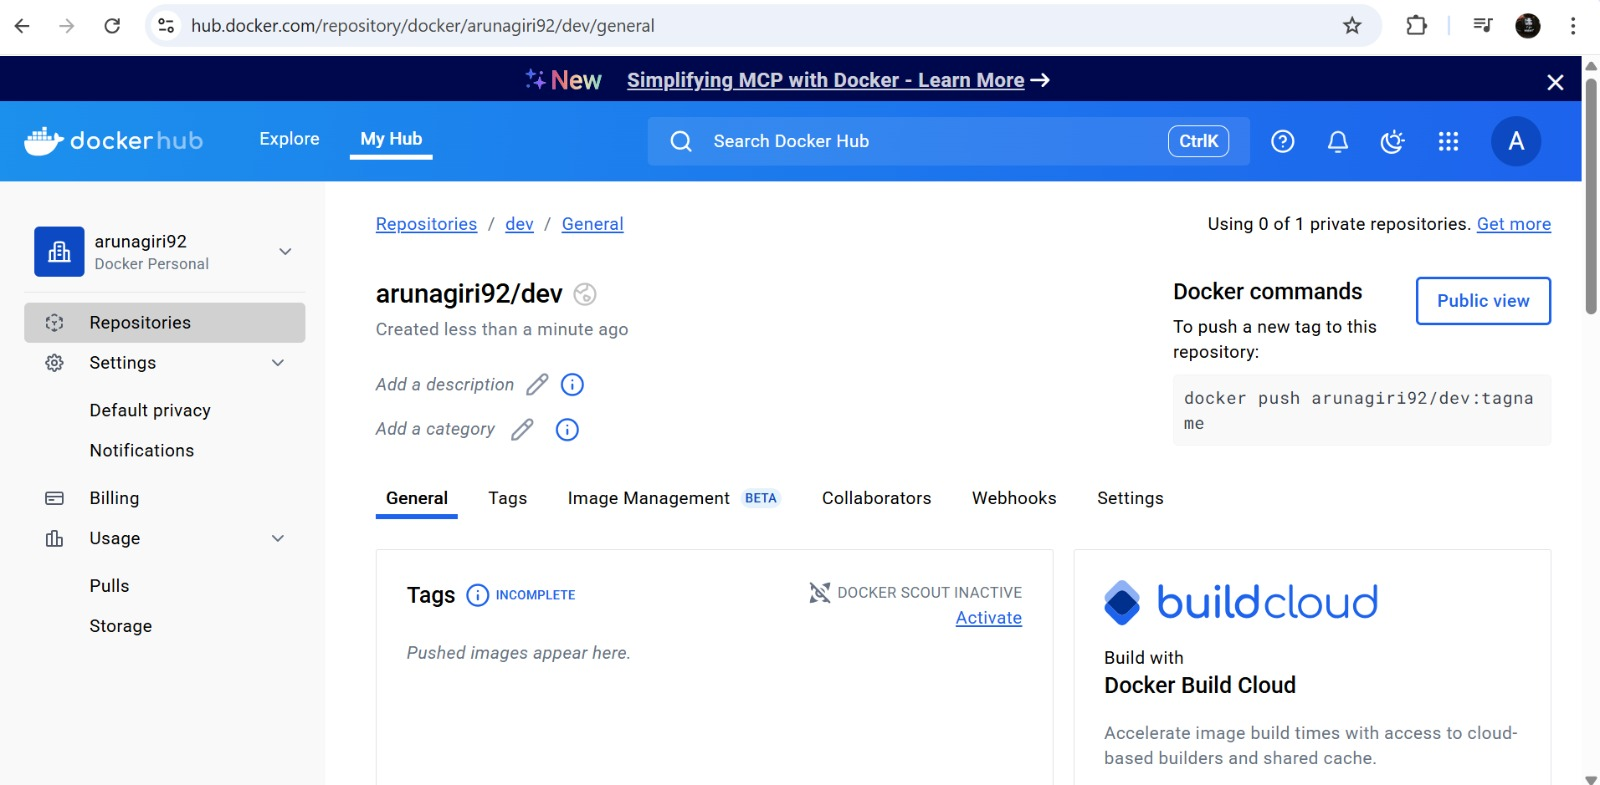 hub.docker.com/repository/docker/arunagiri92/dev/general
New Simplifying MCP with Docker - Learn More →
dockerhub Explore My Hub Search Docker Hub CtrlK A
arunagiri92
Docker Personal
Repositories
Settings
Default privacy
Notifications
Billing
Usage
Pulls
Storage
Repositories / dev / General
Using 0 of 1 private repositories. Get more
arunagiri92/dev
Created less than a minute ago
Add a description
Add a category
Docker commands
Public view
To push a new tag to this
repository:
docker push arunagiri92/dev:tagna
me
General Tags Image Management BETA Collaborators Webhooks Settings
Tags INCOMPLETE
DOCKER SCOUT INACTIVE
Activate
Pushed images appear here.
buildcloud
Build with
Docker Build Cloud
Accelerate image build times with access to cloud-
based builders and shared cache.